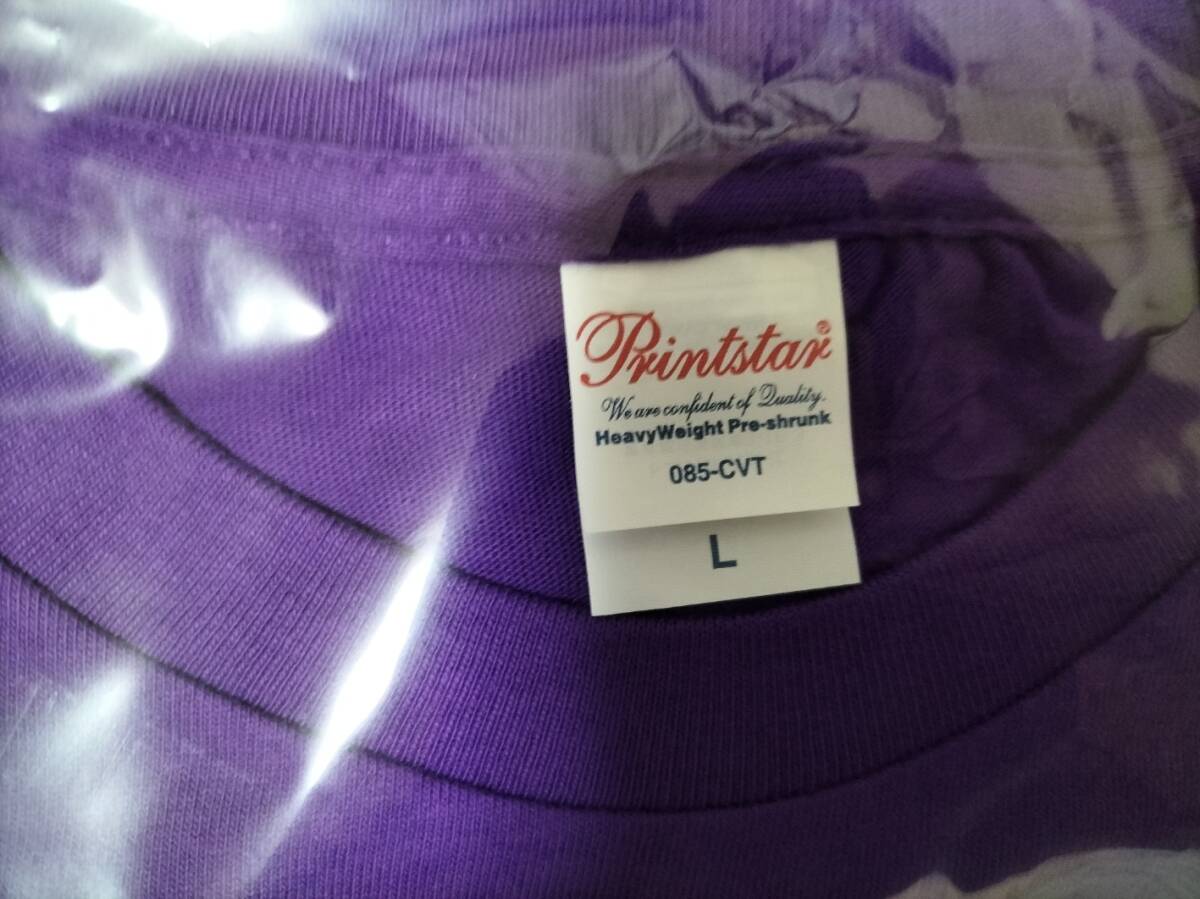 Printstar®
We are confident of Quality.
HeavyWeight Pre-shrunk
085-CVT
L